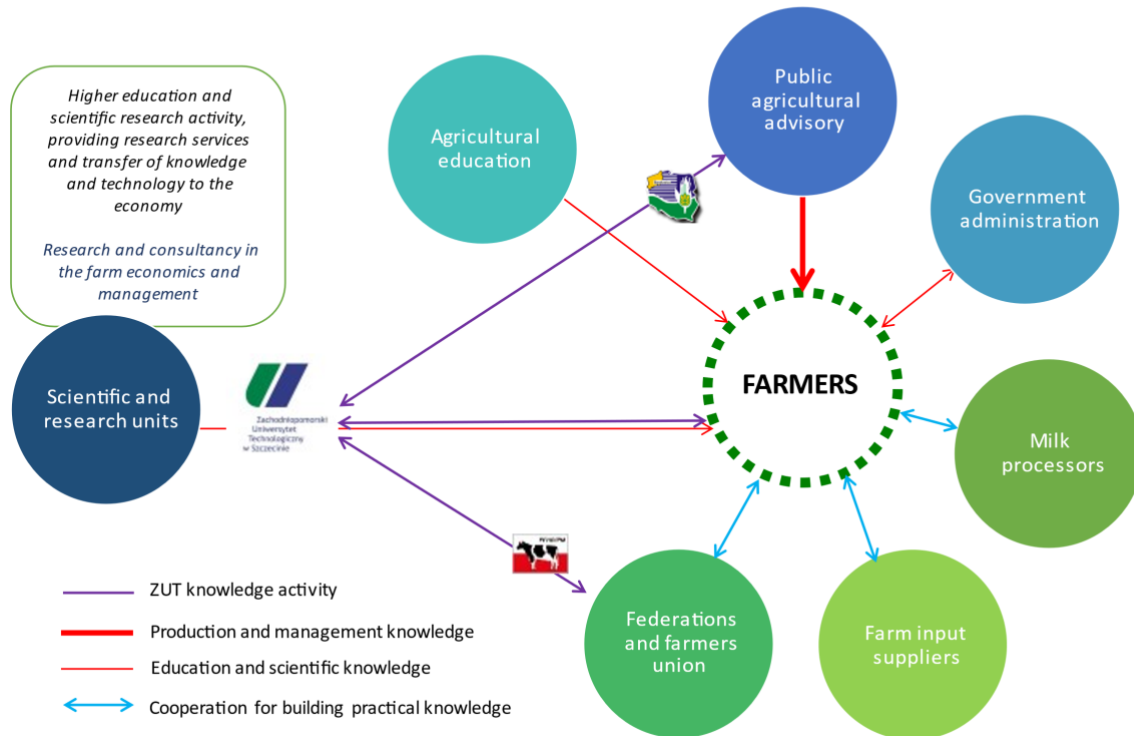 Higher education and
scientific research activity,
providing research services
and transfer of knowledge
and technology to the
economy
Research and consultancy in
the farm economics and
management
Scientific and
research units
Zachodniopomorski
Uniwersytet
Technologiczny
w Szczecinie
Agricultural
education
Public
agricultural
advisory
Government
administration
FARMERS
Milk
processors
Farm input
suppliers
Federations
and farmers
union
ZUT knowledge activity
Production and management knowledge
Education and scientific knowledge
Cooperation for building practical knowledge